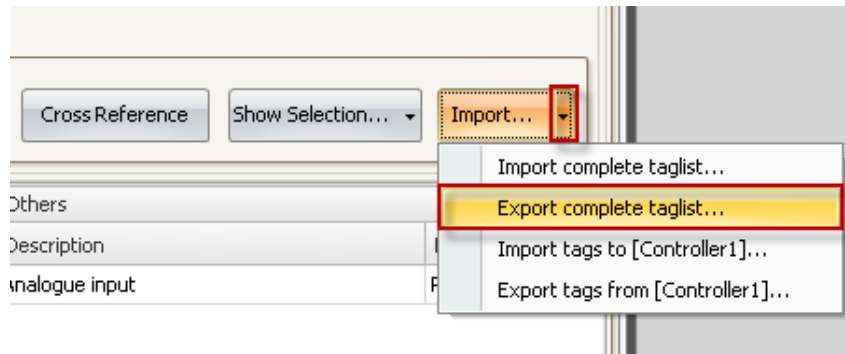 Cross Reference
Show Selection...
Import...
Import complete taglist...
Others
Export complete taglist...
Description
Import tags to [Controller1]...
Analogue input
Export tags from [Controller1]...